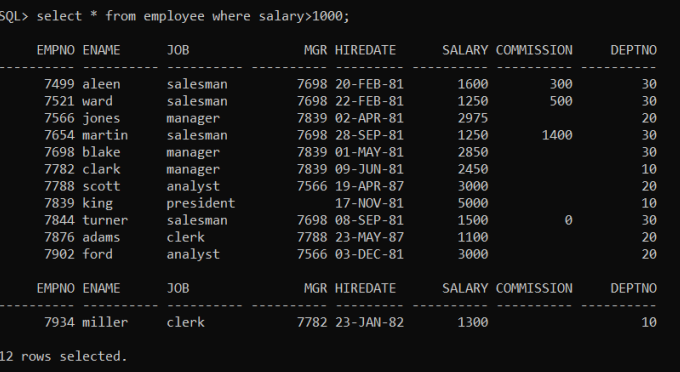 SQL> select * from employee where salary>1000;
EMPNO ENAME JOB MGR HIREDATE SALARY COMMISSION DEPTNO
---------- ---------- ---------- ---------- --------- ---------- ---------- ----------
7499 aleen salesman 7698 20-FEB-81 1600 300 30
7521 ward salesman 7698 22-FEB-81 1250 500 30
7566 jones manager 7839 02-APR-81 2975 20
7654 martin salesman 7698 28-SEP-81 1250 1400 30
7698 blake manager 7839 01-MAY-81 2850 30
7782 clark manager 7839 09-JUN-81 2450 10
7788 scott analyst 7566 19-APR-87 3000 20
7839 king president 17-NOV-81 5000 10
7844 turner salesman 7698 08-SEP-81 1500 0 30
7876 adams clerk 7788 23-MAY-87 1100 20
7902 ford analyst 7566 03-DEC-81 3000 20
EMPNO ENAME JOB MGR HIREDATE SALARY COMMISSION DEPTNO
---------- ---------- ---------- ---------- --------- ---------- ---------- ----------
7934 miller clerk 7782 23-JAN-82 1300 10
12 rows selected.